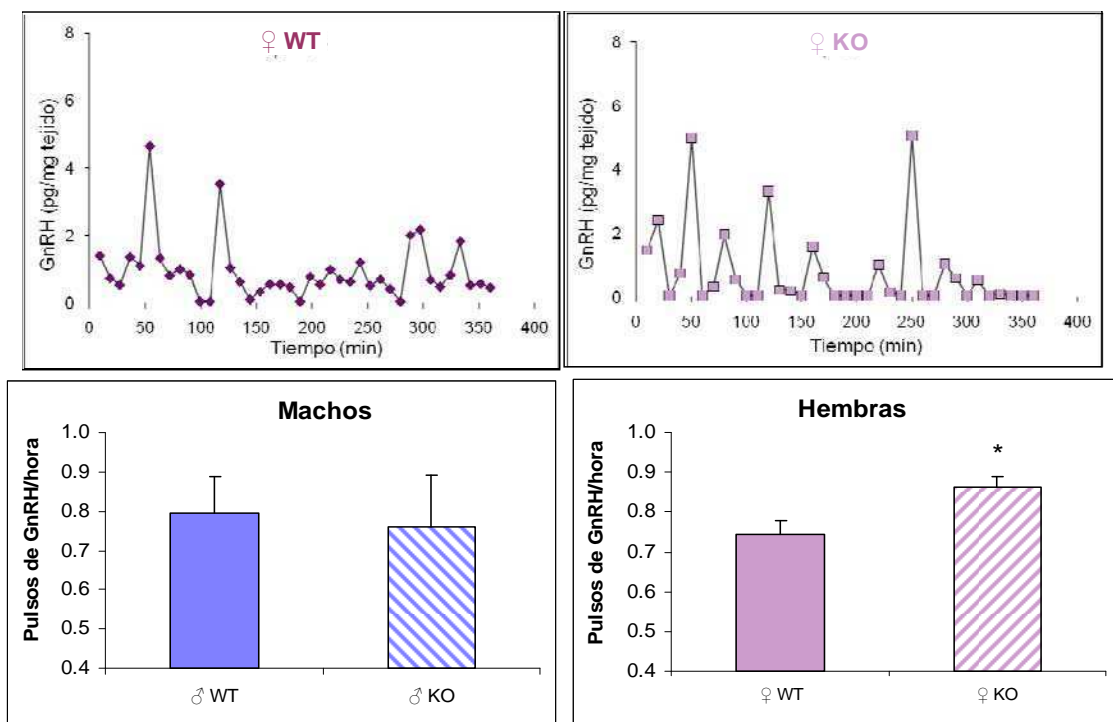 ♀ WT
8
6
4
2
0
GnRH (pg/mg tejido)
0 50 100 150 200 250 300 350 400
Tiempo (min)
♀ KO
8
6
4
2
0
GnRH (pg/mg tejido)
0 50 100 150 200 250 300 350 400
Tiempo (min)
Machos
1.0
0.9
0.8
0.7
0.6
0.5
0.4
Pulsos de GnRH/hora
♂ WT ♂ KO
Hembras
1.0
0.9
0.8
0.7
0.6
0.5
0.4
Pulsos de GnRH/hora
*
♀ WT ♀ KO